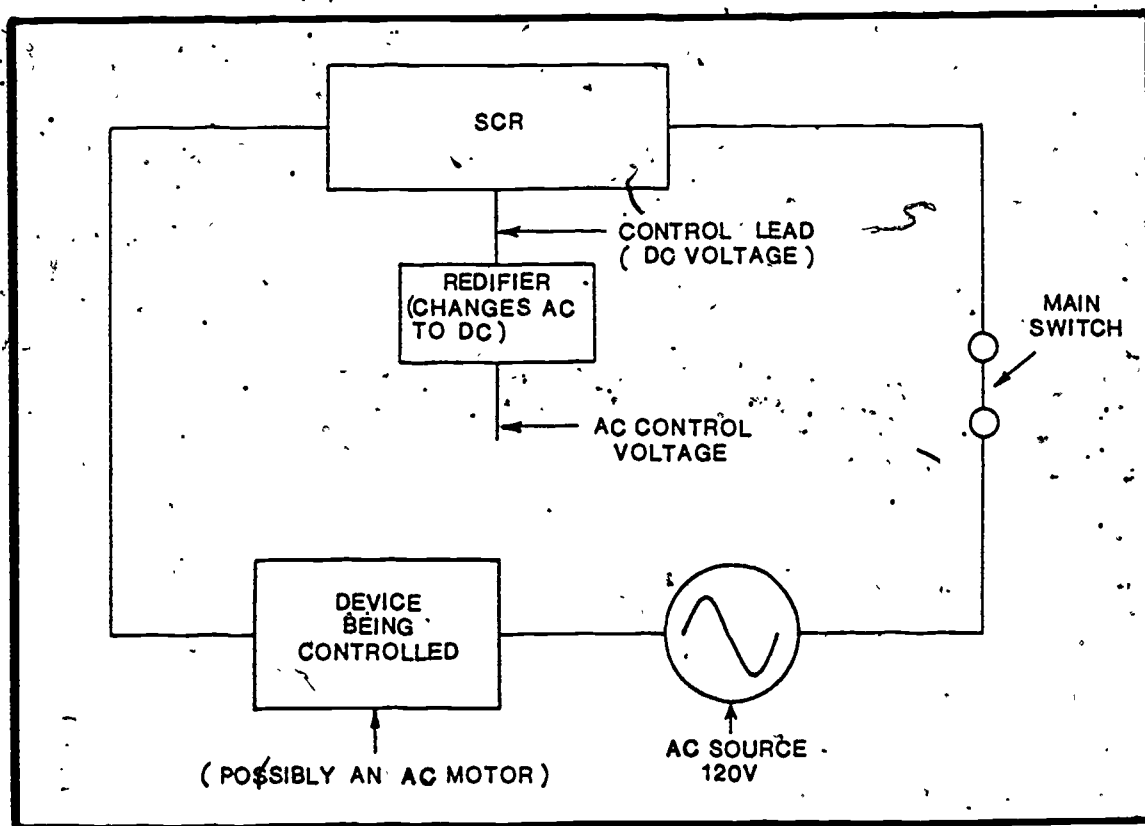 SCR
CONTROL LEAD
( DC VOLTAGE )
REDIFIER
(CHANGES AC
TO DC )
MAIN
SWITCH
AC CONTROL
VOLTAGE
DEVICE
BEING
CONTROLLED
AC SOURCE
120V
( POSSIBLY AN AC MOTOR )